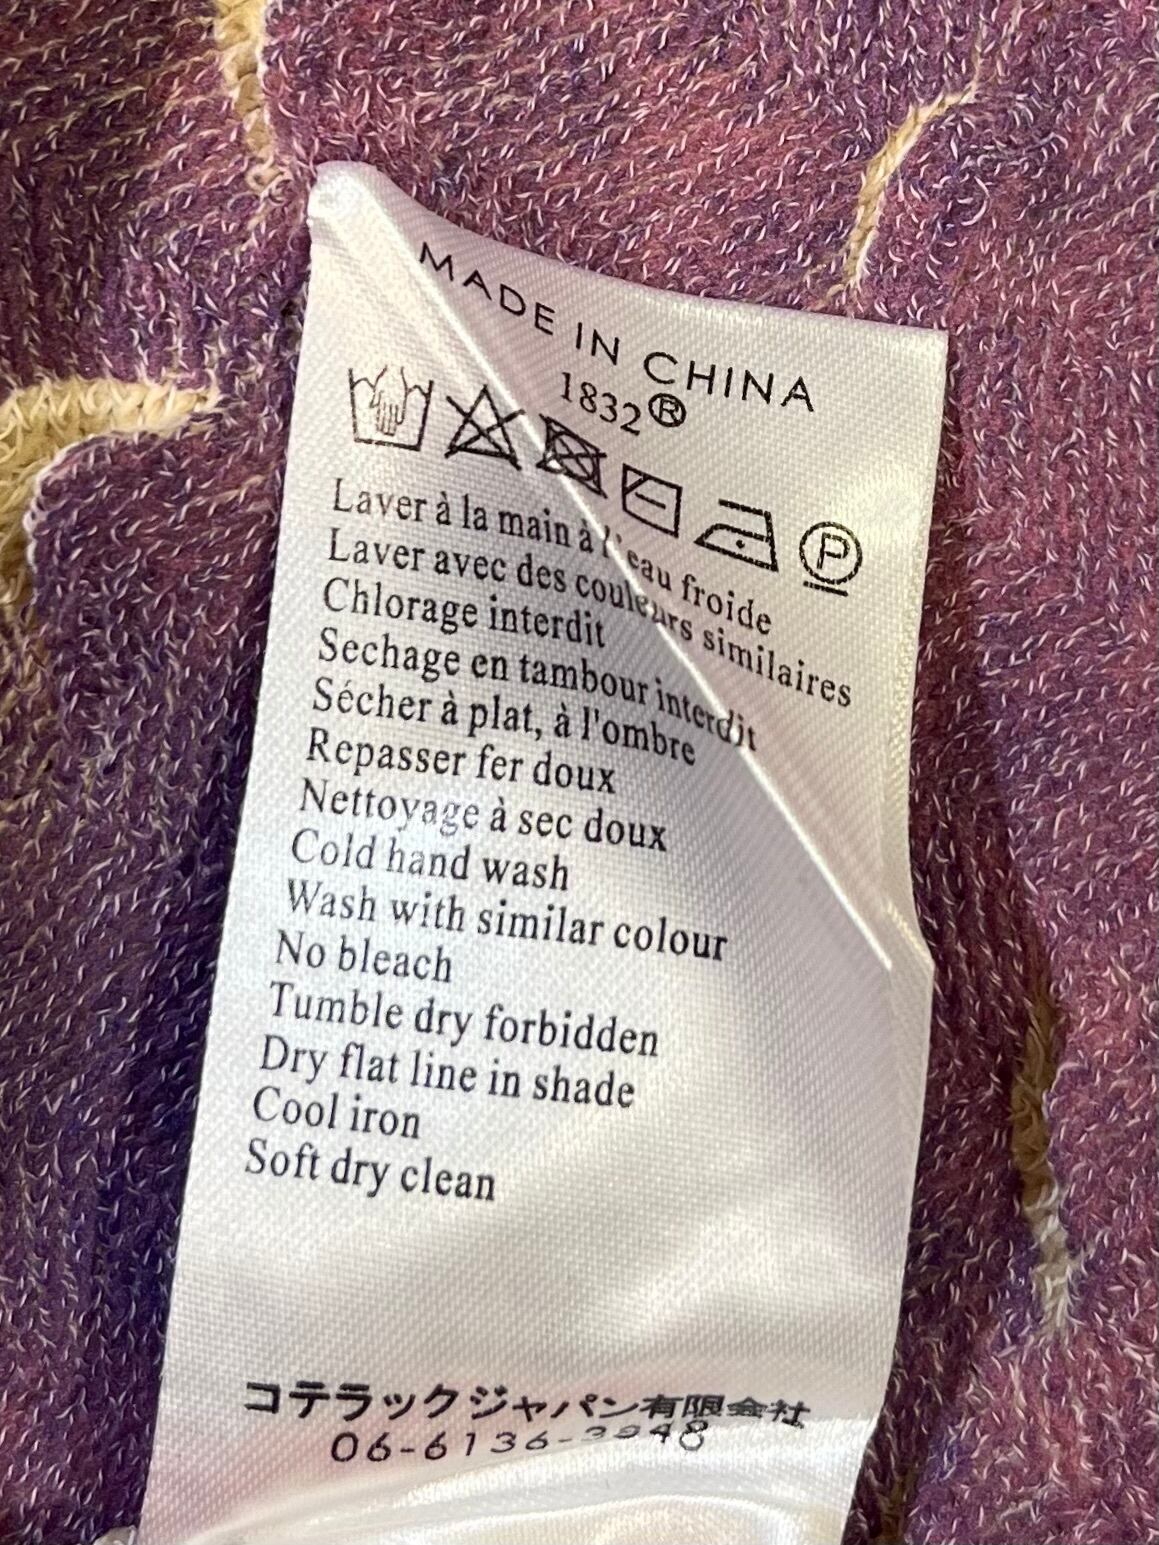 MADE IN CHINA
1832®
P
Laver à la main à l'eau froide
Laver avec des couleurs similaires
Chlorage interdit
Sechage en tambour interdit
Sécher à plat, à l'ombre
Repasser fer doux
Nettoyage à sec doux
Cold hand wash
Wash with similar colour
No bleach
Tumble dry forbidden
Dry flat line in shade
Cool iron
Soft dry clean
コテラックジャパン有限会社
06-6136-3948